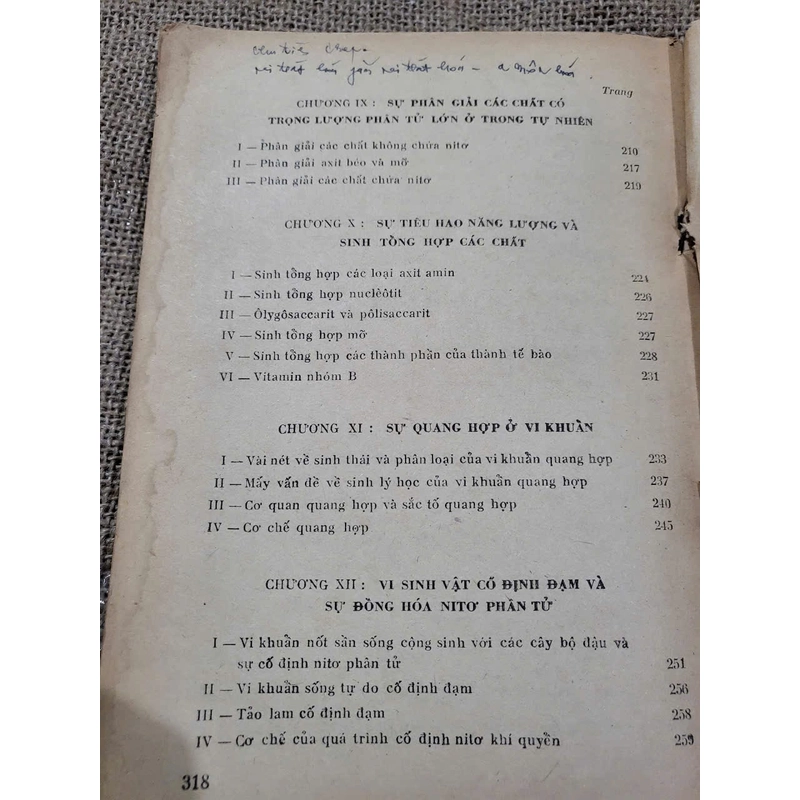 Trang
CHƯƠNG IX : SỰ PHÂN GIẢI CÁC CHẤT CÓ
TRỌNG LƯỢNG PHÂN TỬ LỚN Ở TRONG TỰ NHIÊN
I — Phân giải các chất không chứa nitơ 210
II — Phân giải axit béo và mỡ 217
III — Phân giải các chất chứa nitơ 219
CHƯƠNG X : SỰ TIÊU HAO NĂNG LƯỢNG VÀ
SINH TỔNG HỢP CÁC CHẤT
I — Sinh tổng hợp các loại axit amin 224
II — Sinh tổng hợp nuclêôtit 226
III — Ôlygôsaccarit và pôlisaccarit 227
IV — Sinh tổng hợp mỡ 227
V — Sinh tổng hợp các thành phần của thành tế bào 228
VI — Vitamin nhóm B 231
CHƯƠNG XI : SỰ QUANG HỢP Ở VI KHUẨN
I — Vài nét về sinh thái và phân loại của vi khuẩn quang hợp 233
II — Mấy vấn đề về sinh lý học của vi khuẩn quang hợp 237
III — Cơ quan quang hợp và sắc tố quang hợp 240
IV — Cơ chế quang hợp 245
CHƯƠNG XII : VI SINH VẬT CỐ ĐỊNH ĐẠM VÀ
SỰ ĐỒNG HÓA NITƠ PHÂN TỬ
I — Vi khuẩn nốt sần sống cộng sinh với các cây bộ đậu và
sự cố định nitơ phân tử 251
II — Vi khuẩn sống tự do cố định đạm 256
III — Tảo lam cố định đạm 258
IV — Cơ chế của quá trình cố định nitơ khí quyển 259
318